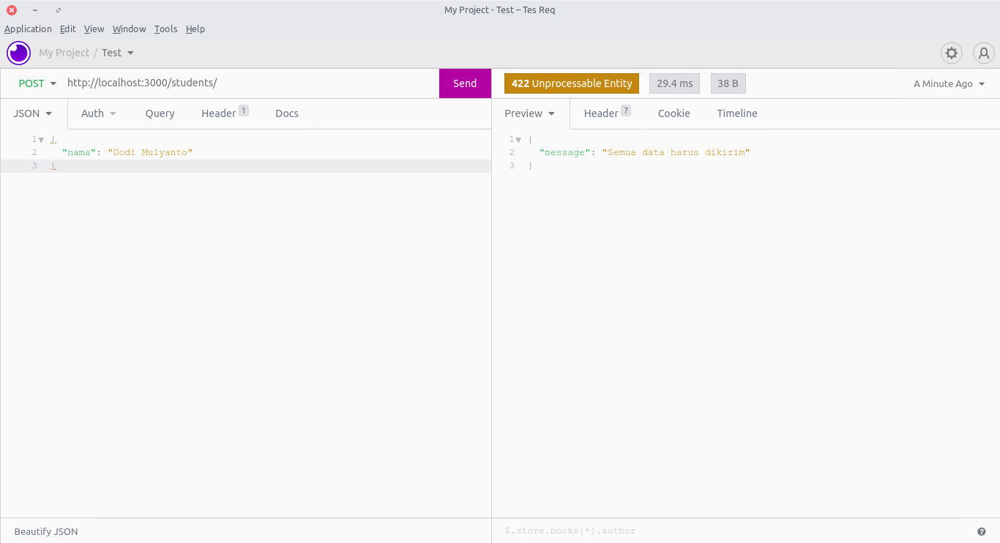 My Project - Test – Tes Req
Application Edit View Window Tools Help
My Project / Test
POST http://localhost:3000/students/ Send
422 Unprocessable Entity 29.4 ms 38 B A Minute Ago
JSON Auth Query Header 1 Docs
Preview Header 7 Cookie Timeline
1 {
2 "nama": "Dodi Mulyanto"
3 }
1 {
2 "message": "Semua data harus dikirim"
3 }
Beautify JSON
$.store.books[*].author
?